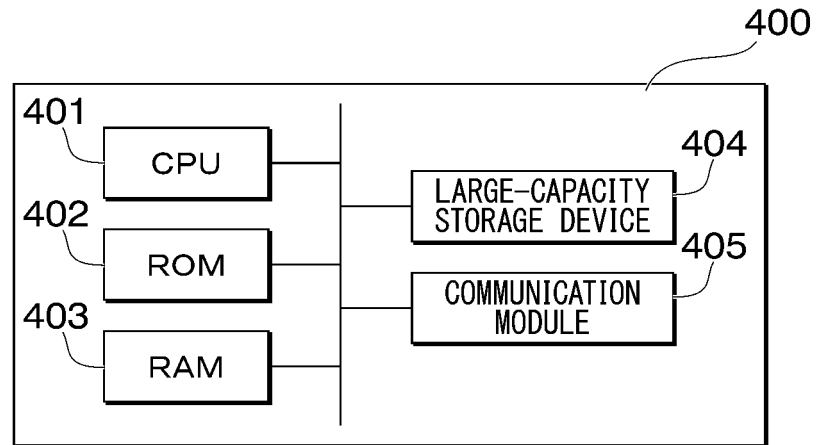 400
401
CPU
402
ROM
403
RAM
404
LARGE-CAPACITY
STORAGE DEVICE
405
COMMUNICATION
MODULE